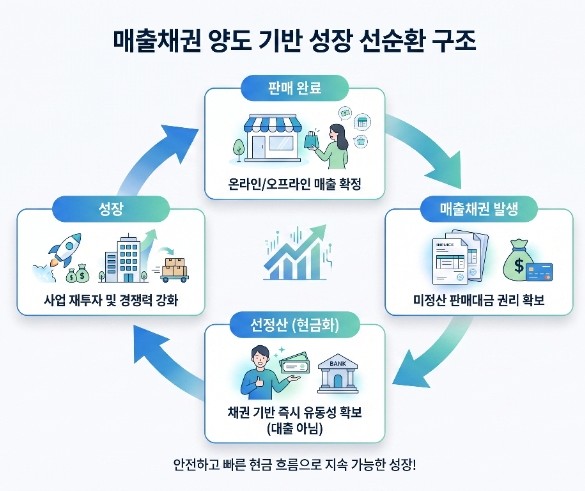 매출채권 양도 기반 성장 선순환 구조
판매 완료
온라인/오프라인 매출 확정
성장
사업 재투자 및 경쟁력 강화
매출채권 발생
INVOICE
$
미정산 판매대금 권리 확보
선정산 (현금화)
BANK
채권 기반 즉시 유동성 확보
(대출 아님)
안전하고 빠른 현금 흐름으로 지속 가능한 성장!